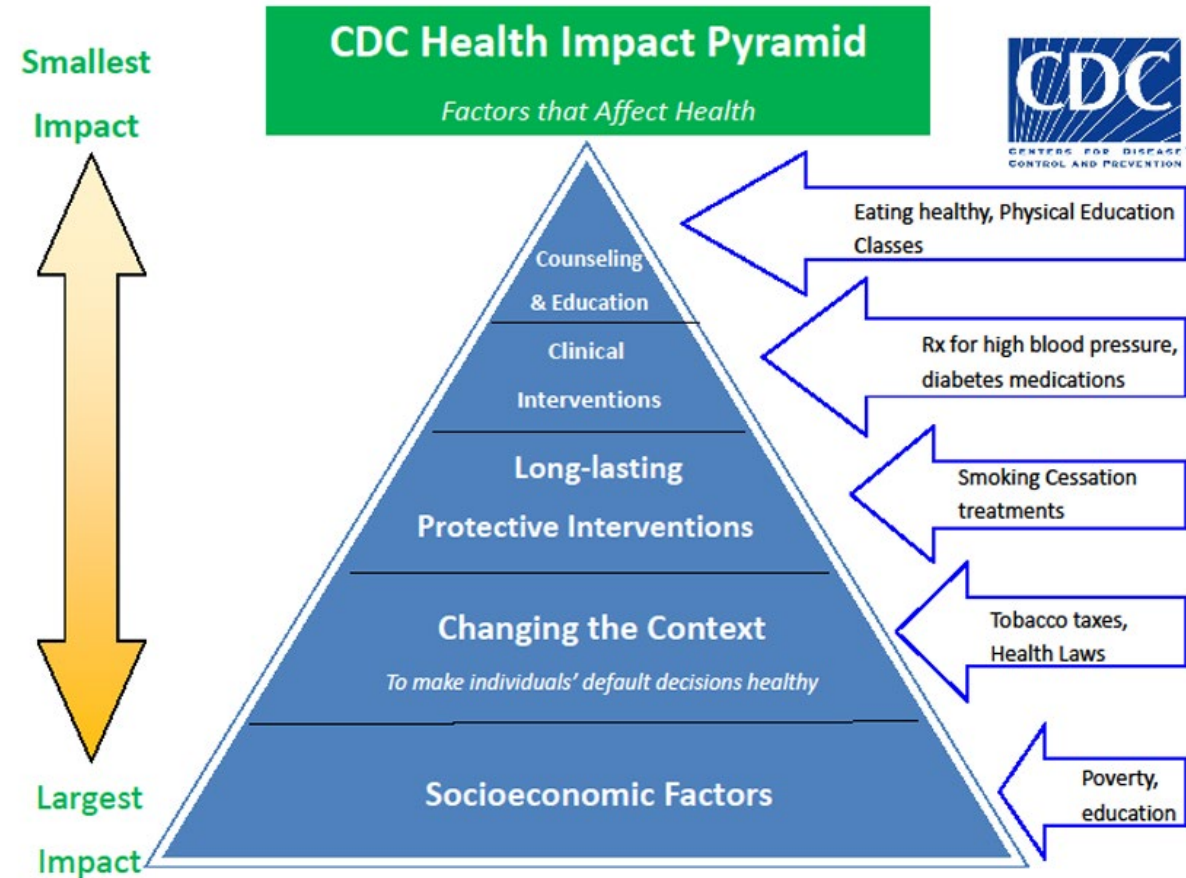 CDC Health Impact Pyramid
Factors that Affect Health
Smallest
Impact
CDC
CENTERS FOR DISEASE
CONTROL AND PREVENTION
Eating healthy, Physical Education
Classes
Counseling
& Education
Rx for high blood pressure,
diabetes medications
Clinical
Interventions
Smoking Cessation
treatments
Long-lasting
Protective Interventions
Tobacco taxes,
Health Laws
Changing the Context
To make individuals’ default decisions healthy
Poverty,
education
Socioeconomic Factors
Largest
Impact